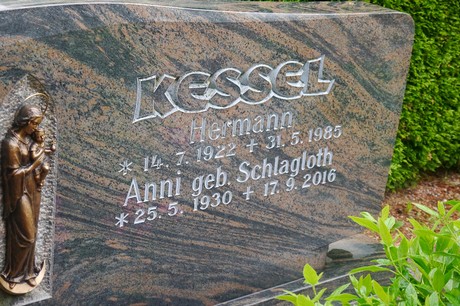 KESSEL
Hermann
* 14. 7. 1922 + 31. 5. 1985
Anni geb. Schlagloth
* 25. 5. 1930 + 17. 9. 2016